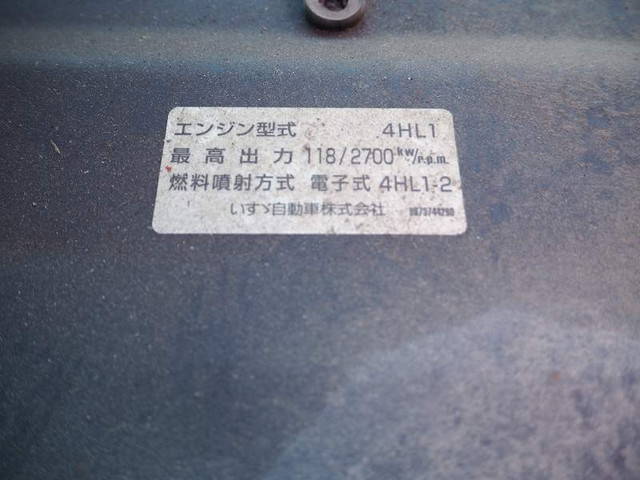 エンジン型式 4HL1
最高出力 118/2700kw/r.p.m.
燃料噴射方式 電子式 4HL1-2
いすゞ自動車株式会社